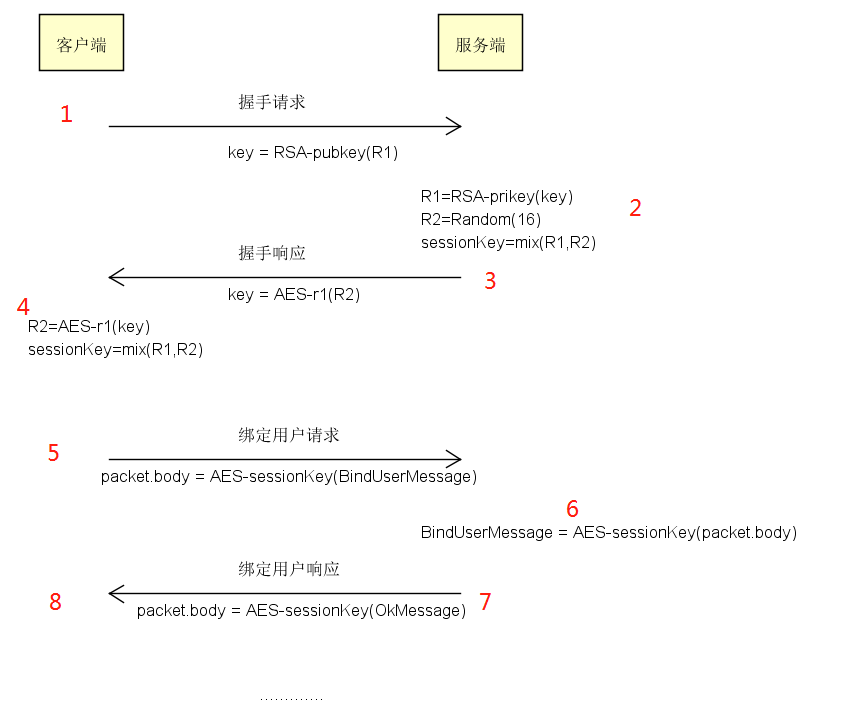 客户端
服务端
1
握手请求
key = RSA-pubkey(R1)
R1=RSA-prikey(key)
2
R2=Random(16)
sessionKey=mix(R1,R2)
握手响应
3
key = AES-r1(R2)
4
R2=AES-r1(key)
sessionKey=mix(R1,R2)
绑定用户请求
5
packet.body = AES-sessionKey(BindUserMessage)
6
BindUserMessage = AES-sessionKey(packet.body)
绑定用户响应
8
7
packet.body = AES-sessionKey(OkMessage)
.............